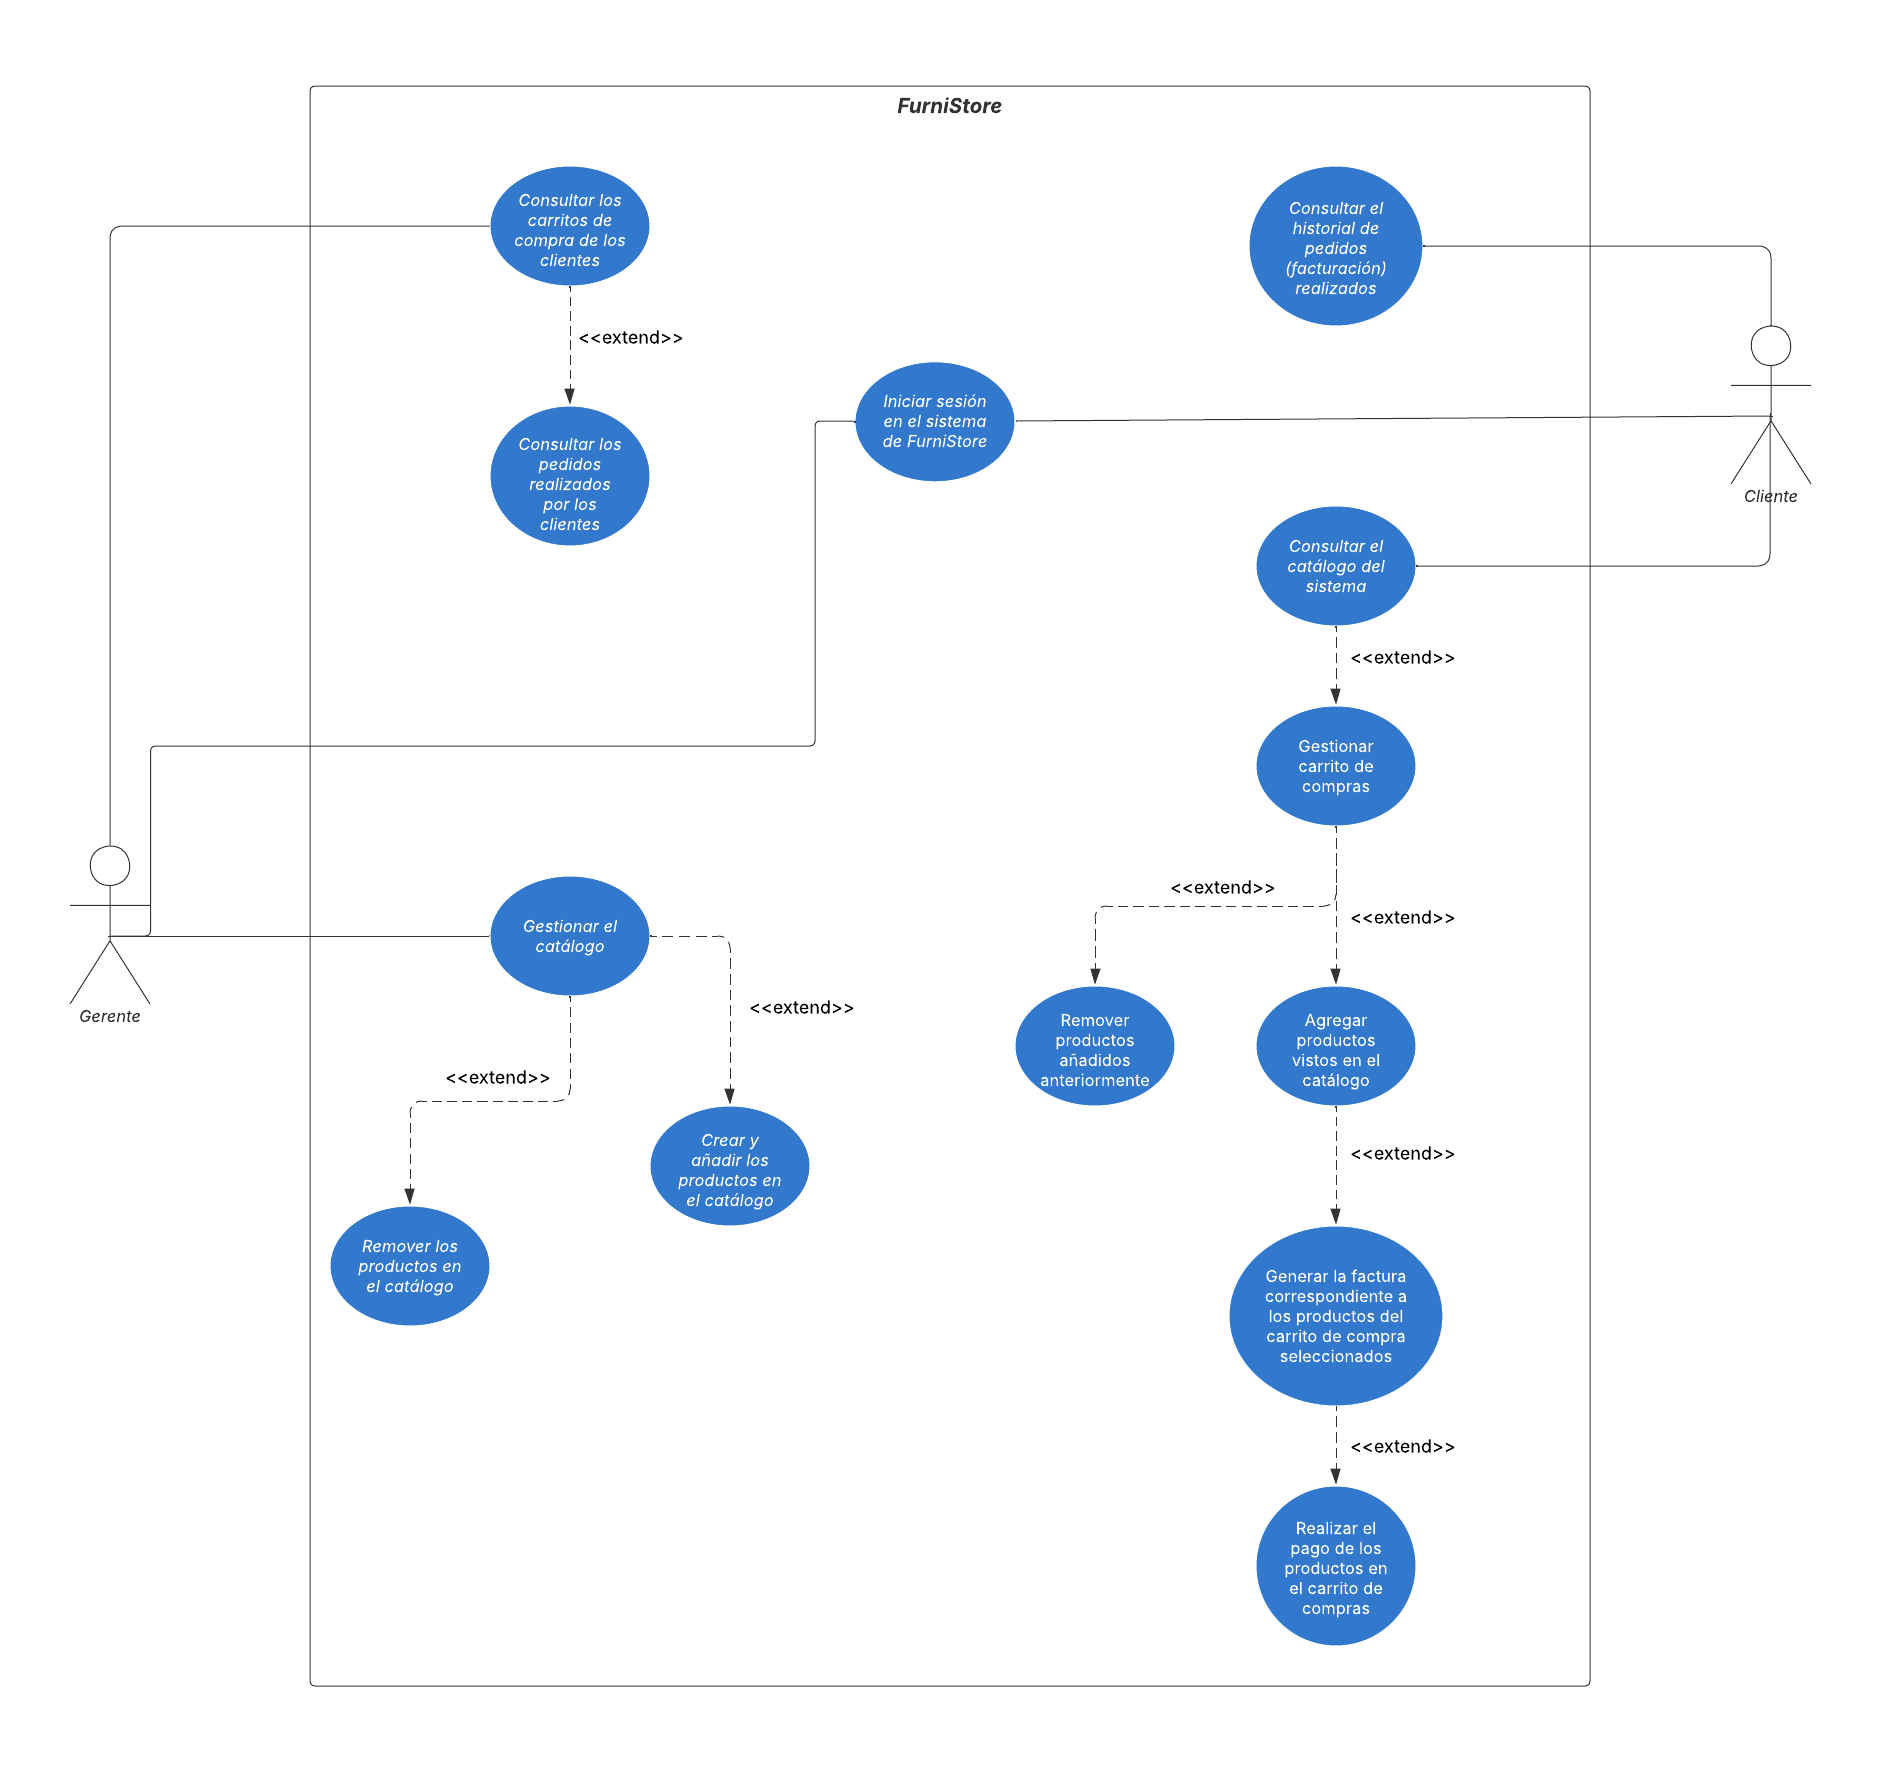 FurniStore
Consultar los
carritos de
compra de los
clientes
<<extend>>
Consultar los
pedidos
realizados
por los
clientes
Consultar el
historial de
pedidos
(facturación)
realizados
Iniciar sesión
en el sistema
de FurniStore
Cliente
Consultar el
catálogo del
sistema
<<extend>>
Gestionar
carrito de
compras
<<extend>>
<<extend>>
Remover
productos
añadidos
anteriormente
Agregar
productos
vistos en el
catálogo
<<extend>>
Generar la factura
correspondiente a
los productos del
carrito de compra
seleccionados
<<extend>>
Realizar el
pago de los
productos en
el carrito de
compras
Gerente
Gestionar el
catálogo
<<extend>>
<<extend>>
Crear y
añadir los
productos en
el catálogo
Remover los
productos en
el catálogo